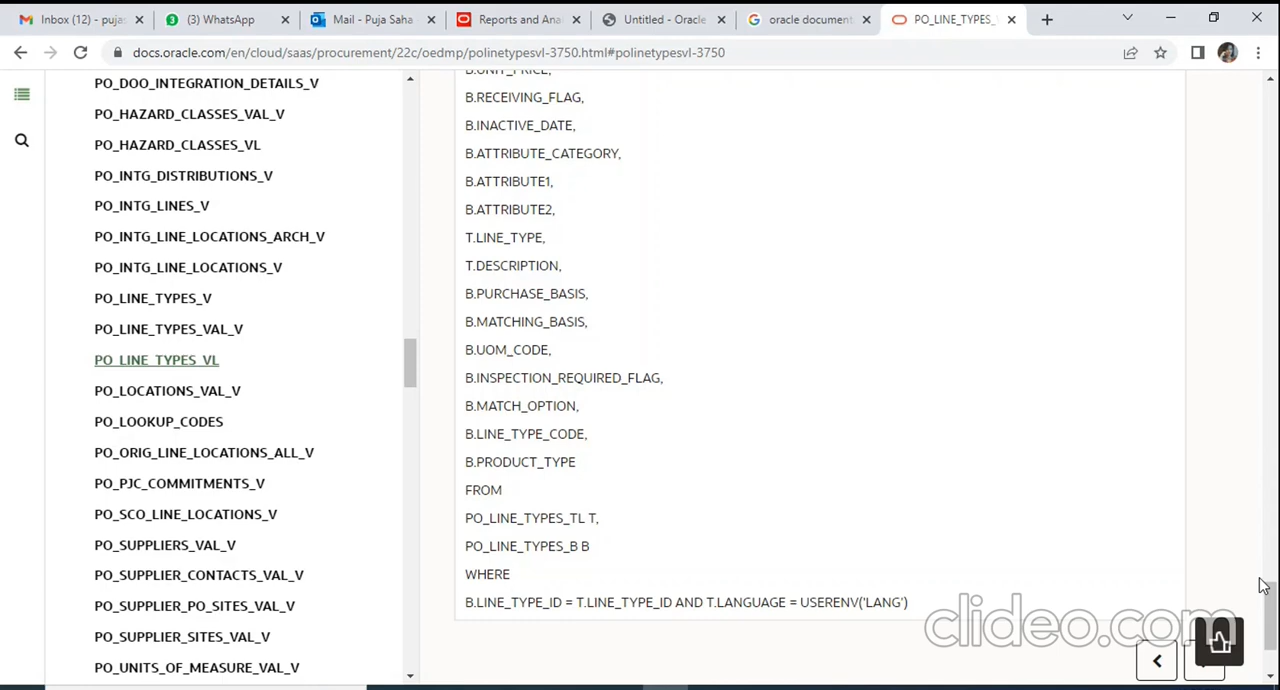 Inbox (12) - pujas
(3) WhatsApp
Mail - Puja Saha
Reports and Ana
Untitled - Oracle
oracle document
PO_LINE_TYPES_
docs.oracle.com/en/cloud/saas/procurement/22c/oedmp/polinetypesvl-3750.html#polinetypesvl-3750
PO_DOO_INTEGRATION_DETAILS_V
PO_HAZARD_CLASSES_VAL_V
PO_HAZARD_CLASSES_VL
PO_INTG_DISTRIBUTIONS_V
PO_INTG_LINES_V
PO_INTG_LINE_LOCATIONS_ARCH_V
PO_INTG_LINE_LOCATIONS_V
PO_LINE_TYPES_V
PO_LINE_TYPES_VAL_V
PO_LINE_TYPES_VL
PO_LOCATIONS_VAL_V
PO_LOOKUP_CODES
PO_ORIG_LINE_LOCATIONS_ALL_V
PO_PJC_COMMITMENTS_V
PO_SCO_LINE_LOCATIONS_V
PO_SUPPLIERS_VAL_V
PO_SUPPLIER_CONTACTS_VAL_V
PO_SUPPLIER_PO_SITES_VAL_V
PO_SUPPLIER_SITES_VAL_V
PO_UNITS_OF_MEASURE_VAL_V
B.UNIT_PRICE,
B.RECEIVING_FLAG,
B.INACTIVE_DATE,
B.ATTRIBUTE_CATEGORY,
B.ATTRIBUTE1,
B.ATTRIBUTE2,
T.LINE_TYPE,
T.DESCRIPTION,
B.PURCHASE_BASIS,
B.MATCHING_BASIS,
B.UOM_CODE,
B.INSPECTION_REQUIRED_FLAG,
B.MATCH_OPTION,
B.LINE_TYPE_CODE,
B.PRODUCT_TYPE
FROM
PO_LINE_TYPES_TL T,
PO_LINE_TYPES_B B
WHERE
B.LINE_TYPE_ID = T.LINE_TYPE_ID AND T.LANGUAGE = USERENV('LANG')
clideo.com